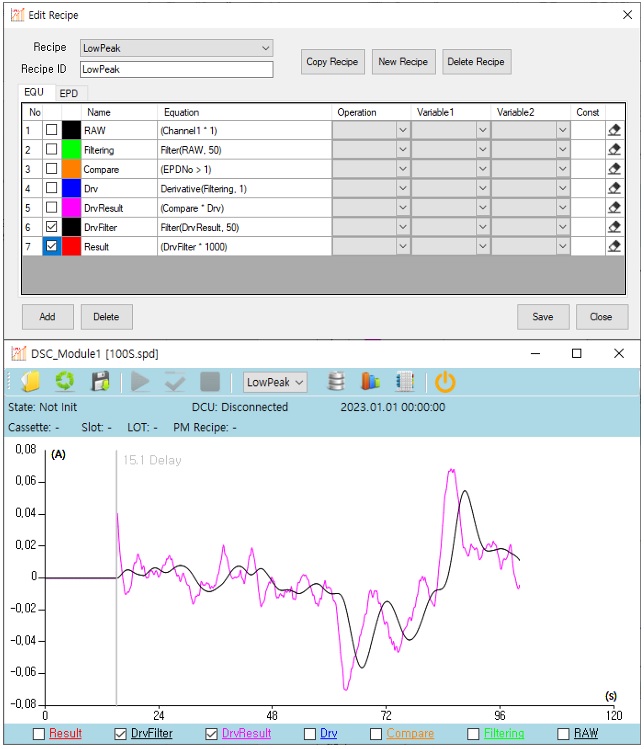 Edit Recipe
Recipe LowPeak
Recipe ID LowPeak
Copy Recipe New Recipe Delete Recipe
EQU EPD
No Name Equation Operation Variable1 Variable2 Const
1 RAW (Channel1 * 1)
2 Filtering Filter(RAW, 50)
3 Compare (EPDNo > 1)
4 Drv Derivative(Filtering, 1)
5 DrvResult (Compare * Drv)
6 DrvFilter Filter(DrvResult, 50)
7 Result (DrvFilter * 1000)
Add Delete Save Close
DSC_Module1 [100S.spd]
LowPeak
State: Not Init DCU: Disconnected 2023.01.01 00:00:00
Cassette: - Slot: - LOT: - PM Recipe: -
0,08 (A)
15.1 Delay
0,06
0,04
0,02
0
-0,02
-0,04
-0,06
-0,08
(s)
0 24 48 72 96 120
Result DrvFilter DrvResult Drv Compare Filtering RAW